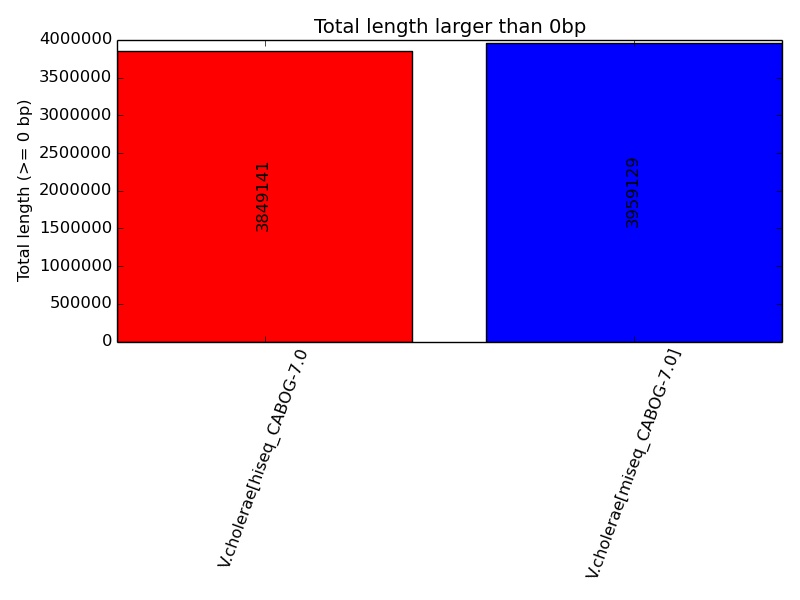 Total length larger than 0bp
Total length (>= 0 bp)
4000000
3500000
3000000
2500000
2000000
1500000
1000000
500000
0
3849141
3959129
V.cholerae[hiseq_CABOG-7.0
V.cholerae[miseq_CABOG-7.0]